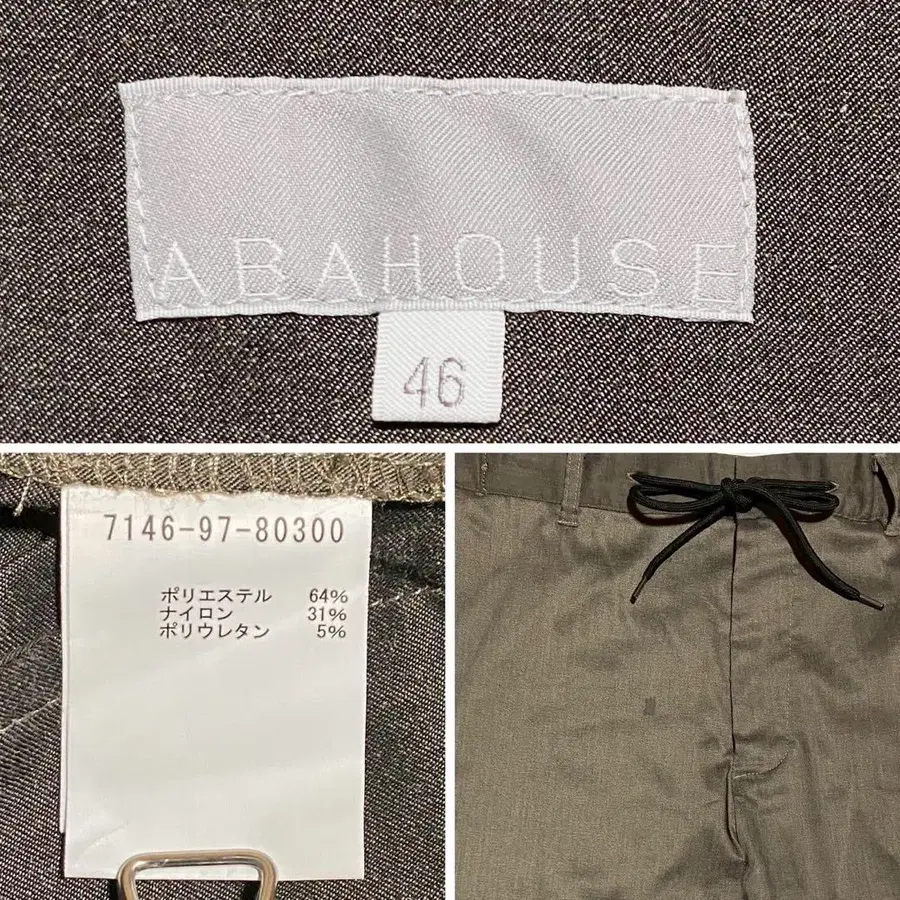 ABAHOUSE
46
7146-97-80300
ポリエステル 64%
ナイロン 31%
ポリウレタン 5%